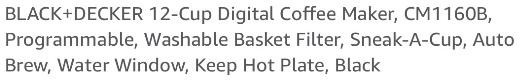 BLACK+DECKER 12-Cup Digital Coffee Maker, CM1160B,
Programmable, Washable Basket Filter, Sneak-A-Cup, Auto
Brew, Water Window, Keep Hot Plate, Black